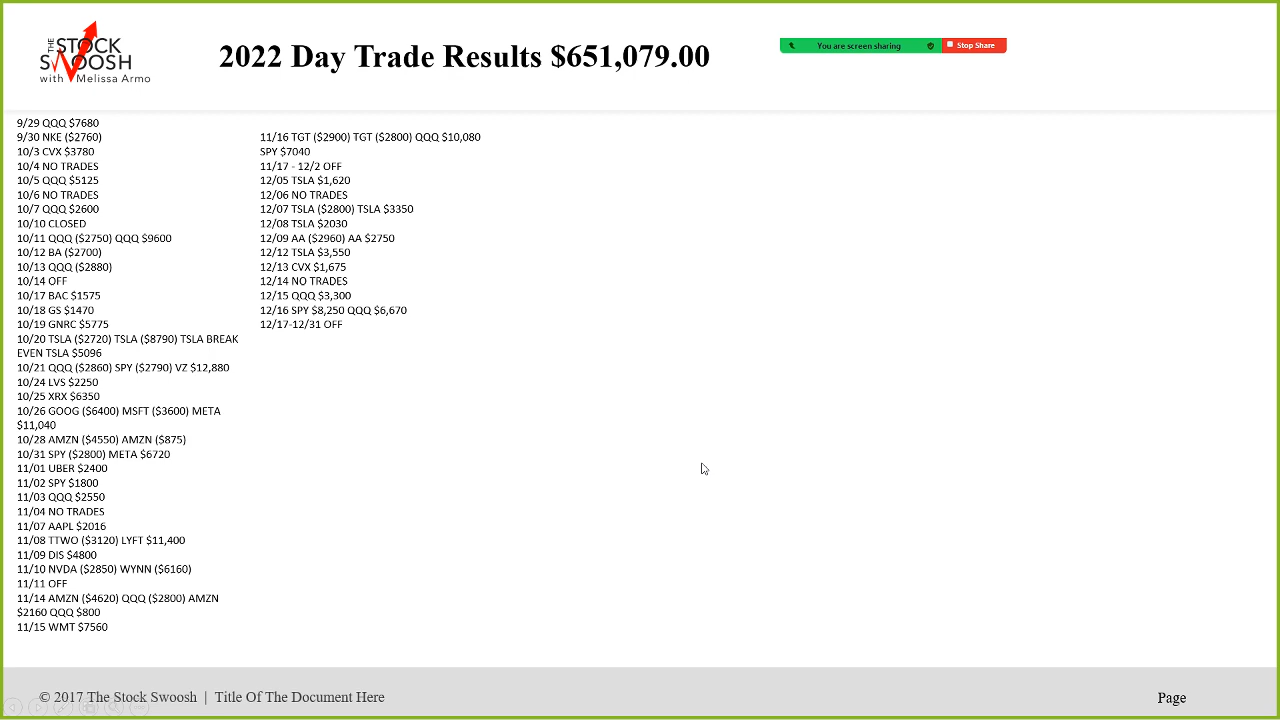 THE STOCK
SWOOSH
with Melissa Armo
2022 Day Trade Results $651,079.00
You are screen sharing
Stop Share
9/29 QQQ $7680
9/30 NKE ($2760)
10/3 CVX $3780
10/4 NO TRADES
10/5 QQQ $5125
10/6 NO TRADES
10/7 QQQ $2600
10/10 CLOSED
10/11 QQQ ($2750) QQQ $9600
10/12 BA ($2700)
10/13 QQQ ($2880)
10/14 OFF
10/17 BAC $1575
10/18 GS $1470
10/19 GNRC $5775
10/20 TSLA ($2720) TSLA ($8790) TSLA BREAK
EVEN TSLA $5096
10/21 QQQ ($2860) SPY ($2790) VZ $12,880
10/24 LVS $2250
10/25 XRX $6350
10/26 GOOG ($6400) MSFT ($3600) META
$11,040
10/28 AMZN ($4550) AMZN ($875)
10/31 SPY ($2800) META $6720
11/01 UBER $2400
11/02 SPY $1800
11/03 QQQ $2550
11/04 NO TRADES
11/07 AAPL $2016
11/08 TTWO ($3120) LYFT $11,400
11/09 DIS $4800
11/10 NVDA ($2850) WYNN ($6160)
11/11 OFF
11/14 AMZN ($4620) QQQ ($2800) AMZN
$2160 QQQ $800
11/15 WMT $7560
11/16 TGT ($2900) TGT ($2800) QQQ $10,080
SPY $7040
11/17 - 12/2 OFF
12/05 TSLA $1,620
12/06 NO TRADES
12/07 TSLA ($2800) TSLA $3350
12/08 TSLA $2030
12/09 AA ($2960) AA $2750
12/12 TSLA $3,550
12/13 CVX $1,675
12/14 NO TRADES
12/15 QQQ $3,300
12/16 SPY $8,250 QQQ $6,670
12/17-12/31 OFF
© 2017 The Stock Swoosh | Title Of The Document Here
Page